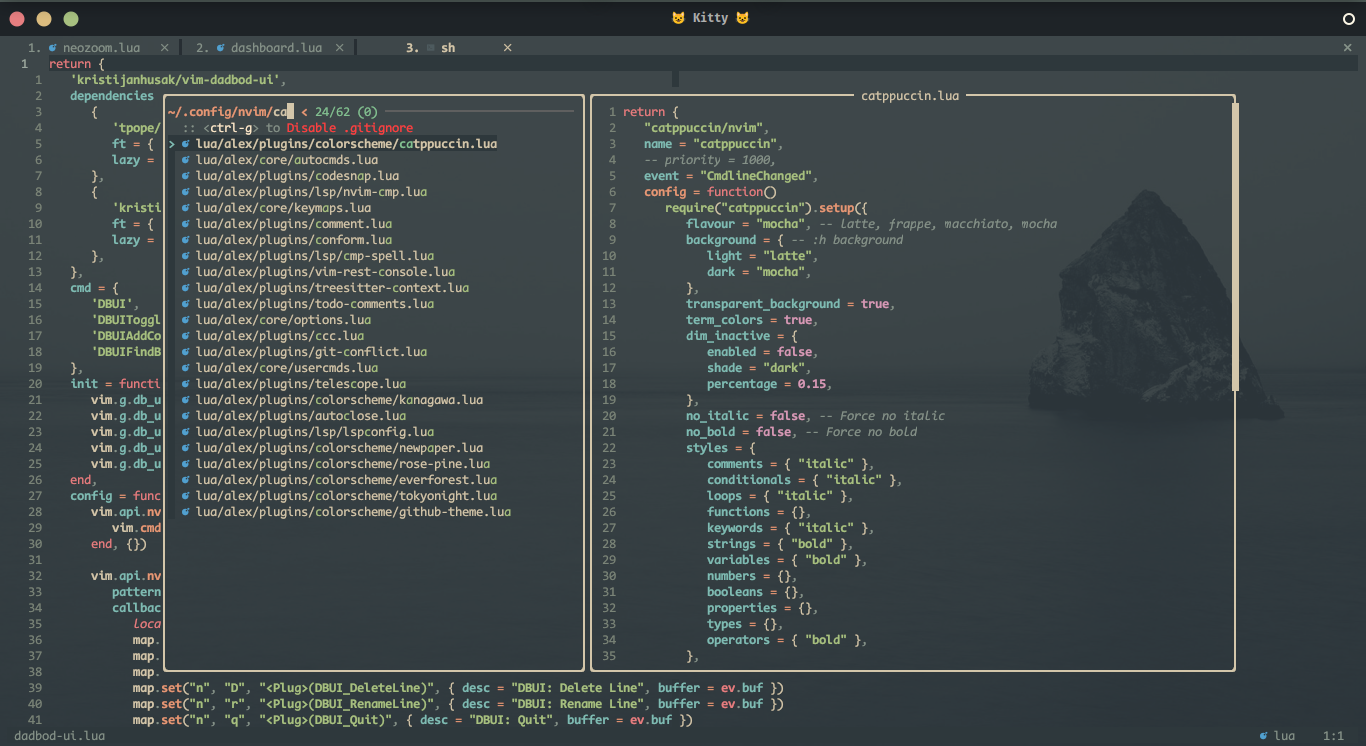 🐱 Kitty 🐱
1. neozoom.lua × 2. dashboard.lua × 3. sh × ×
1 return {
1 'kristijanhusak/vim-dadbod-ui',
2 dependencies
3 {
4 'tpope/
5 ft = {
6 lazy =
7 },
8 {
9 'kristi
10 ft = {
11 lazy =
12 },
13 },
14 cmd = {
15 'DBUI',
16 'DBUIToggl
17 'DBUIAddCo
18 'DBUIFindB
19 },
20 init = functi
21 vim.g.db_u
22 vim.g.db_u
23 vim.g.db_u
24 vim.g.db_u
25 vim.g.db_u
26 end,
27 config = func
28 vim.api.nv
29 vim.cmd
30 end, {})
31
32 vim.api.nv
33 pattern
34 callbac
35 loca
36 map.
37 map.
38 map.
39 map.set("n", "D", "<Plug>(DBUI_DeleteLine)", { desc = "DBUI: Delete Line", buffer = ev.buf })
40 map.set("n", "r", "<Plug>(DBUI_RenameLine)", { desc = "DBUI: Rename Line", buffer = ev.buf })
41 map.set("n", "q", "<Plug>(DBUI_Quit)", { desc = "DBUI: Quit", buffer = ev.buf })
~/.config/nvim/ca < 24/62 (0)
:: <ctrl-g> to Disable .gitignore
> lua/alex/plugins/colorscheme/catppuccin.lua
lua/alex/core/autocmds.lua
lua/alex/plugins/codesnap.lua
lua/alex/plugins/lsp/nvim-cmp.lua
lua/alex/core/keymaps.lua
lua/alex/plugins/comment.lua
lua/alex/plugins/conform.lua
lua/alex/plugins/lsp/cmp-spell.lua
lua/alex/plugins/vim-rest-console.lua
lua/alex/plugins/treesitter-context.lua
lua/alex/plugins/todo-comments.lua
lua/alex/core/options.lua
lua/alex/plugins/ccc.lua
lua/alex/plugins/git-conflict.lua
lua/alex/core/usercmds.lua
lua/alex/plugins/telescope.lua
lua/alex/plugins/colorscheme/kanagawa.lua
lua/alex/plugins/autoclose.lua
lua/alex/plugins/lsp/lspconfig.lua
lua/alex/plugins/colorscheme/newpaper.lua
lua/alex/plugins/colorscheme/rose-pine.lua
lua/alex/plugins/colorscheme/everforest.lua
lua/alex/plugins/colorscheme/tokyonight.lua
lua/alex/plugins/colorscheme/github-theme.lua
catppuccin.lua
1 return {
2 "catppuccin/nvim",
3 name = "catppuccin",
4 -- priority = 1000,
5 event = "CmdlineChanged",
6 config = function()
7 require("catppuccin").setup({
8 flavour = "mocha", -- latte, frappe, macchiato, mocha
9 background = { -- :h background
10 light = "latte",
11 dark = "mocha",
12 },
13 transparent_background = true,
14 term_colors = true,
15 dim_inactive = {
16 enabled = false,
17 shade = "dark",
18 percentage = 0.15,
19 },
20 no_italic = false, -- Force no italic
21 no_bold = false, -- Force no bold
22 styles = {
23 comments = { "italic" },
24 conditionals = { "italic" },
25 loops = { "italic" },
26 functions = {},
27 keywords = { "italic" },
28 strings = { "bold" },
29 variables = { "bold" },
30 numbers = {},
31 booleans = {},
32 properties = {},
33 types = {},
34 operators = { "bold" },
35 },
dadbod-ui.lua lua 1:1